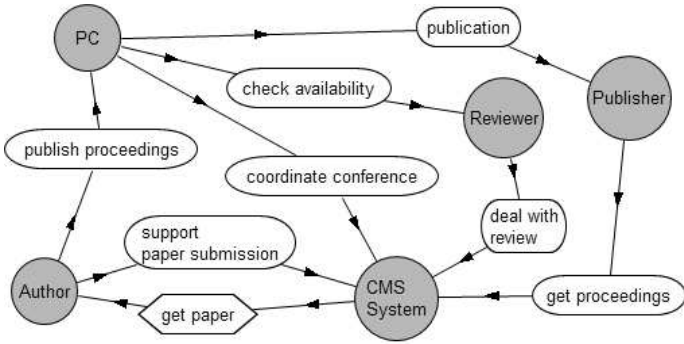 PC
publication
check availability
Publisher
Reviewer
publish proceedings
coordinate conference
support
paper submission
deal with
review
Author
get paper
CMS
System
get proceedings